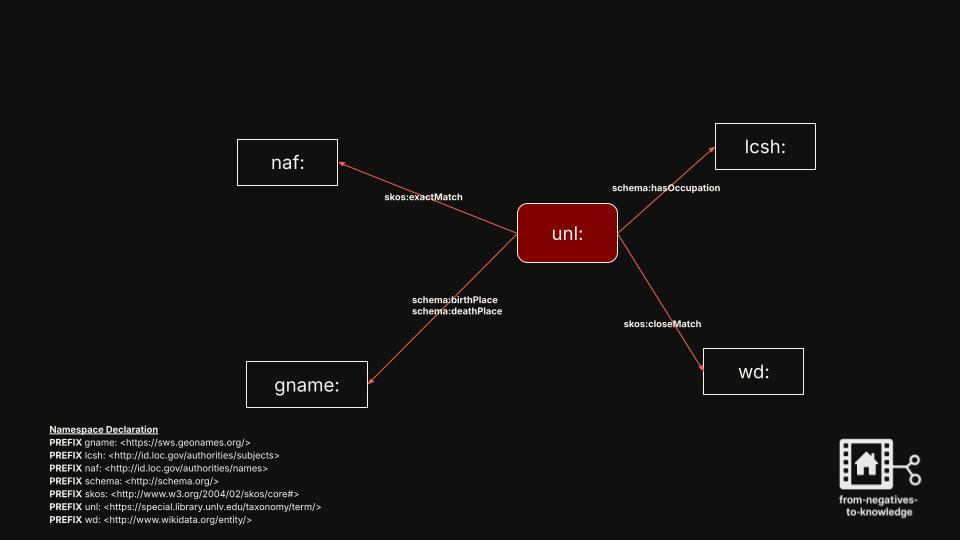 lcsh:
naf:
schema:hasOccupation
skos:exactMatch
unl:
schema:birthPlace
schema:deathPlace
skos:closeMatch
wd:
gname:
Namespace Declaration
PREFIX gname: <https://sws.geonames.org/>
PREFIX lcsh: <http://id.loc.gov/authorities/subjects>
PREFIX naf: <http://id.loc.gov/authorities/names>
PREFIX schema: <http://schema.org/>
PREFIX skos: <http://www.w3.org/2004/02/skos/core#>
PREFIX unl: <https://special.library.unlv.edu/taxonomy/term/>
PREFIX wd: <http://www.wikidata.org/entity/>
from-negatives-
to-knowledge